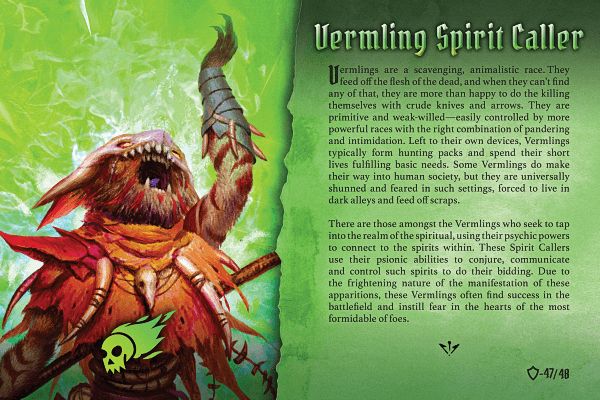 Vermling Spirit Caller
Vermlings are a scavenging, animalistic race. They
feed off the flesh of the dead, and when they can't find
any of that, they are more than happy to do the killing
themselves with crude knives and arrows. They are
primitive and weak-willed—easily controlled by more
powerful races with the right combination of pandering
and intimidation. Left to their own devices, Vermlings
typically form hunting packs and spend their short
lives fulfilling basic needs. Some Vermlings do make
their way into human society, but they are universally
shunned and feared in such settings, forced to live in
dark alleys and feed off scraps.
There are those amongst the Vermlings who seek to tap
into the realm of the spiritual, using their psychic powers
to connect to the spirits within. These Spirit Callers
use their psionic abilities to conjure, communicate
and control such spirits to do their bidding. Due to
the frightening nature of the manifestation of these
apparitions, these Vermlings often find success in the
battlefield and instill fear in the hearts of the most
formidable of foes.
-47/48